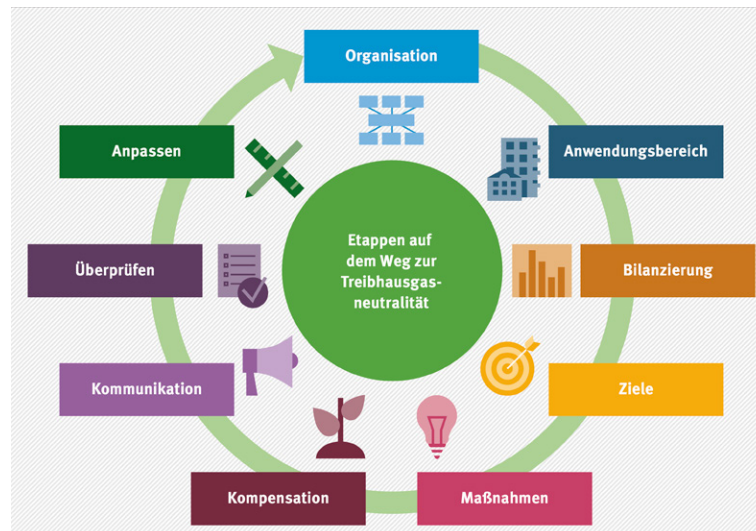 Organisation
Anwendungsbereich
Bilanzierung
Ziele
Maßnahmen
Kompensation
Kommunikation
Überprüfen
Anpassen
Etappen auf
dem Weg zur
Treibhausgas-
neutralität